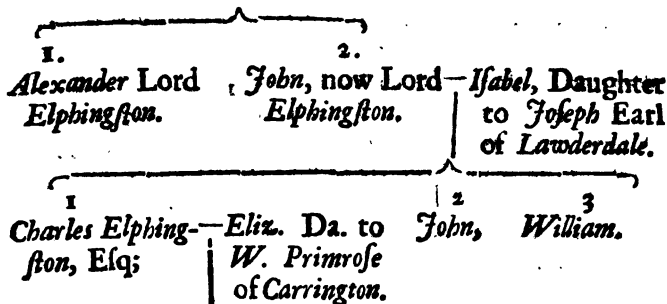 1. 2.
Alexander Lord John, now Lord — Iſabel, Daughter
Elphingſton. Elphingſton. to Joſeph Earl
of Lawderdale.
1 2 3
Charles Elphing- — Eliz. Da. to John, William.
ſton, Eſq; W. Primroſe
of Carrington.